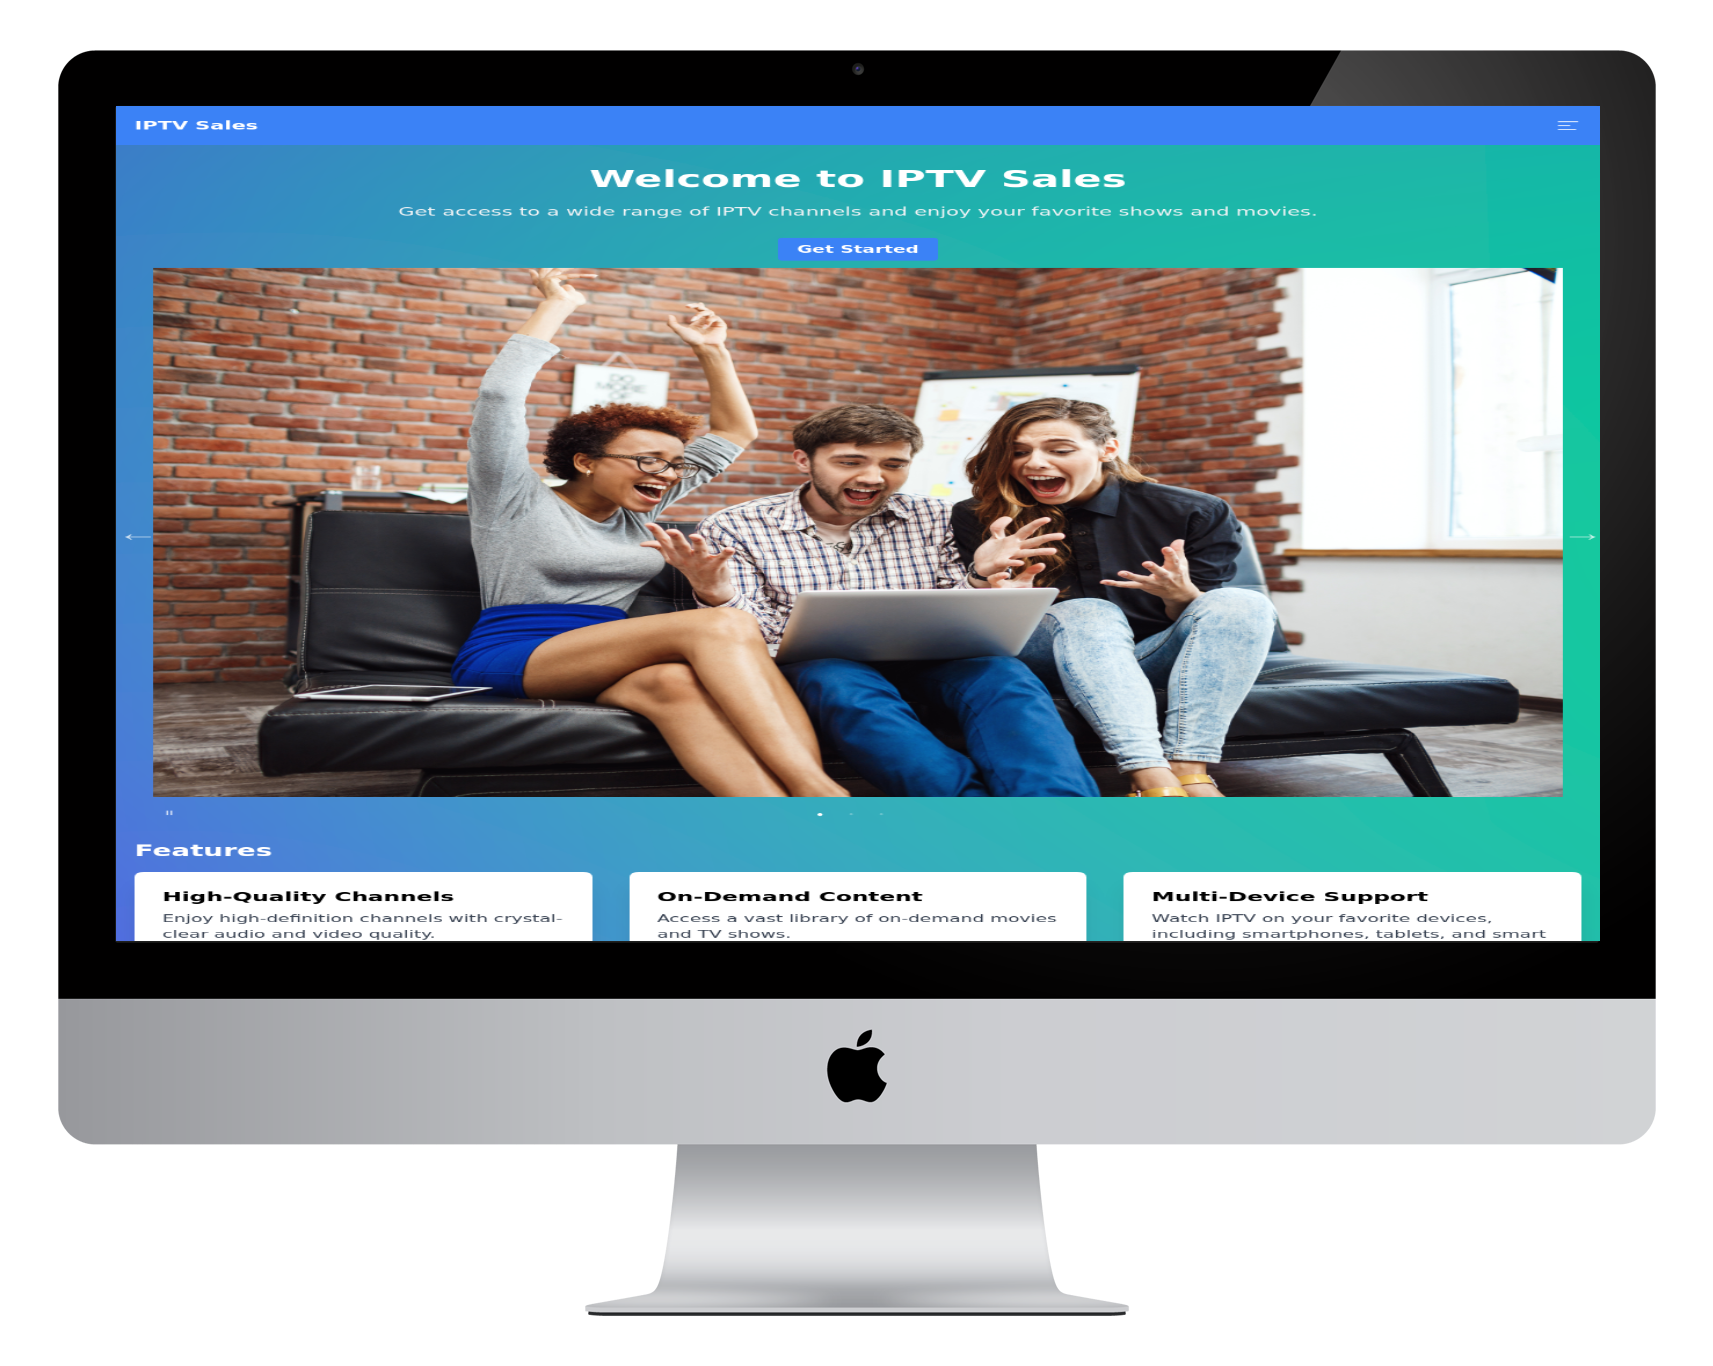 IPTV Sales
Welcome to IPTV Sales
Get access to a wide range of IPTV channels and enjoy your favorite shows and movies.
Get Started
DO
MORE
Features
High-Quality Channels
Enjoy high-definition channels with crystal-
clear audio and video quality.
On-Demand Content
Access a vast library of on-demand movies
and TV shows.
Multi-Device Support
Watch IPTV on your favorite devices,
including smartphones, tablets, and smart